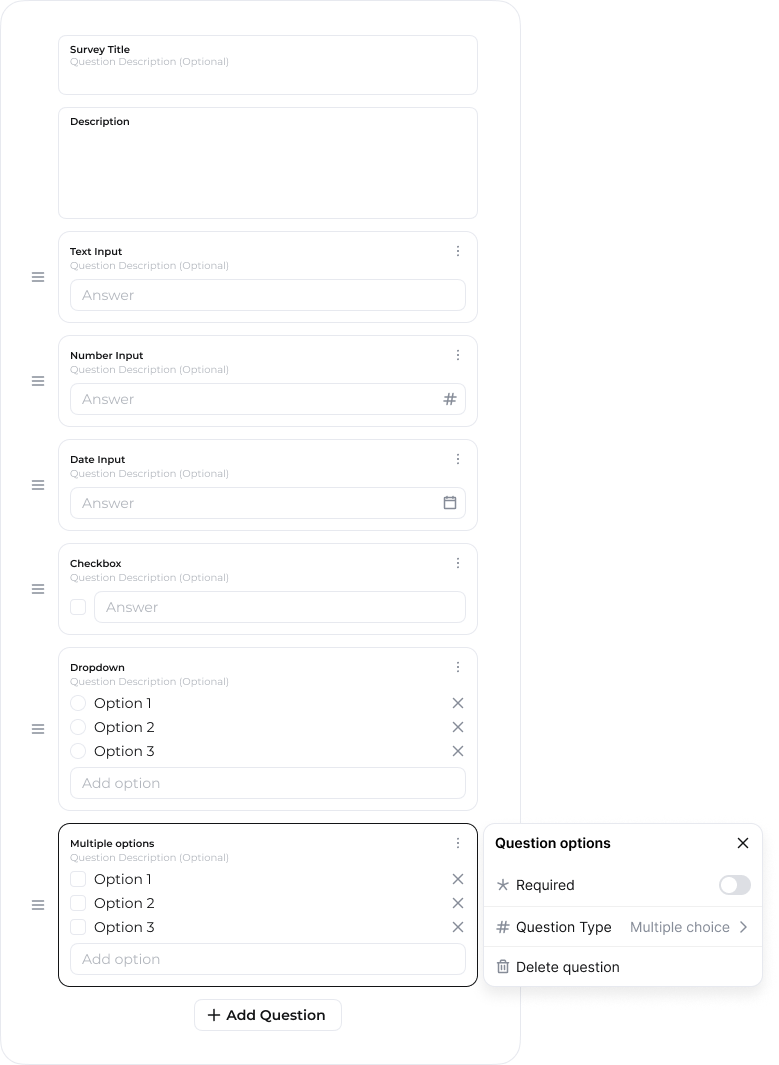 Survey Title
Question Description (Optional)
Description
Text Input
Question Description (Optional)
Answer
Number Input
Question Description (Optional)
Answer
Date Input
Question Description (Optional)
Answer
Checkbox
Question Description (Optional)
Answer
Dropdown
Question Description (Optional)
Option 1
Option 2
Option 3
Add option
Multiple options
Question Description (Optional)
Option 1
Option 2
Option 3
Add option
Question options
Required
Question Type Multiple choice
Delete question
Add Question